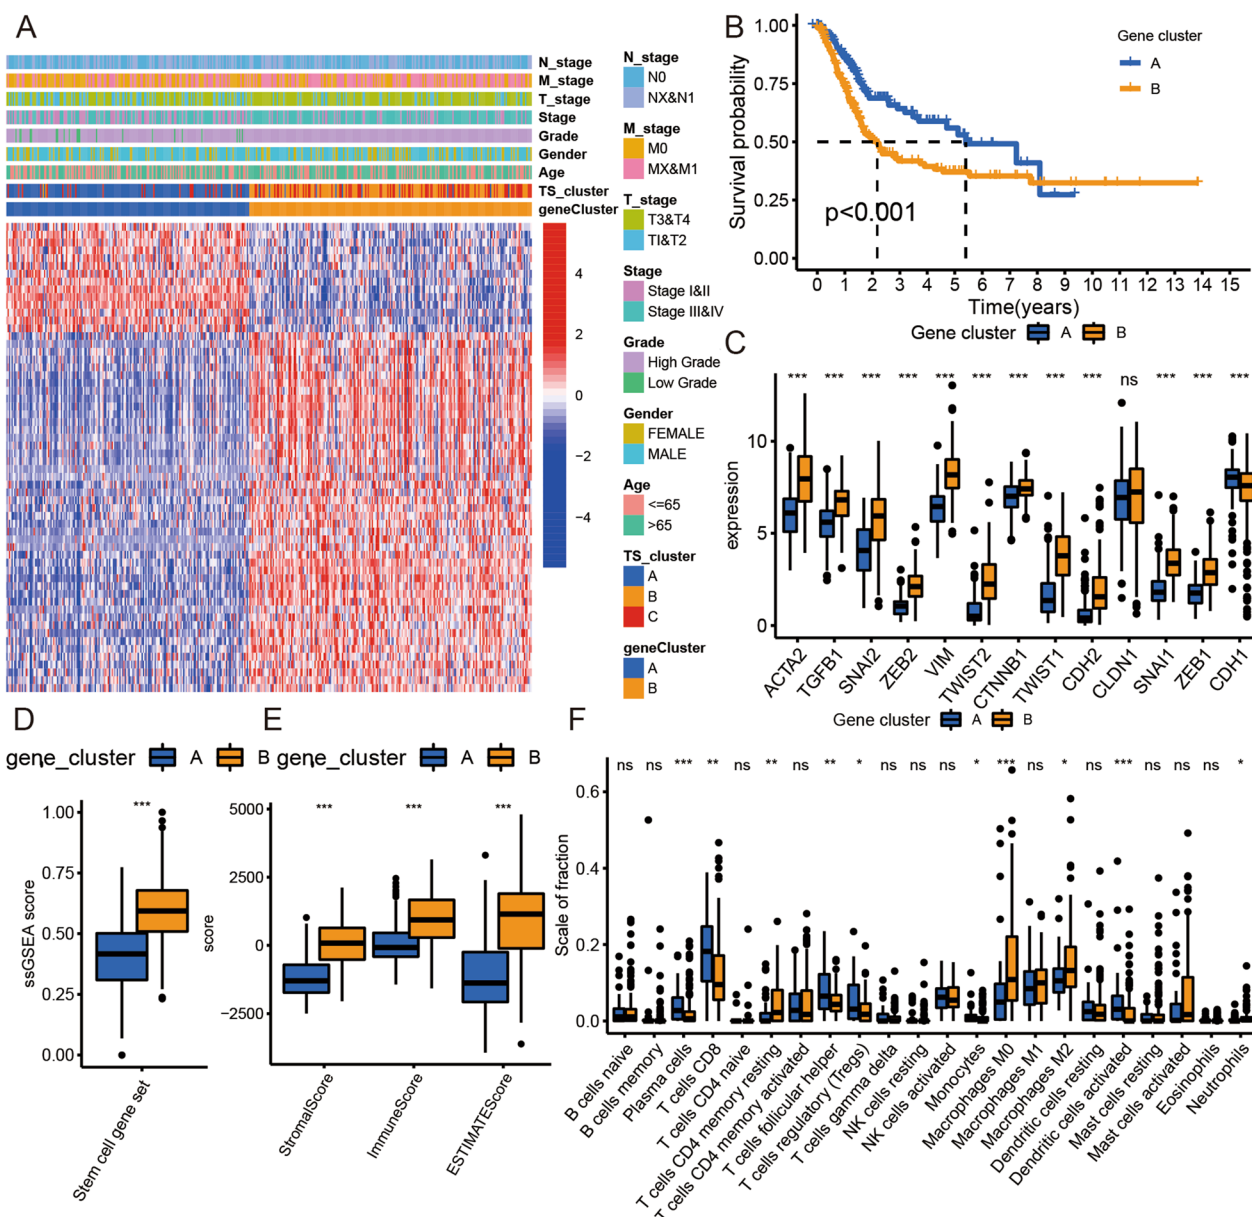 A
N_stage
M_stage
T_stage
Stage
Grade
Gender
Age
TS_cluster
geneCluster
4
2
0
−2
−4
N_stage
N0
NX&N1
M_stage
M0
MX&M1
T_stage
T3&T4
TI&T2
Stage
Stage I&II
Stage III&IV
Grade
High Grade
Low Grade
Gender
FEMALE
MALE
Age
<=65
>65
TS_cluster
A
B
C
geneCluster
A
B
B
Gene cluster
A
B
Survival probability
1.00
0.75
0.50
0.25
0.00
p<0.001
0 1 2 3 4 5 6 7 8 9 10 11 12 13 14 15
Time(years)
C
Gene cluster A B
*** *** *** *** *** *** *** *** *** ns *** *** ***
expression
10
5
0
ACTA2
TGFB1
SNAI2
ZEB2
VIM
TWIST2
CTNNB1
TWIST1
CDH2
CLDN1
SNAI1
ZEB1
CDH1
D
gene_cluster A B
***
ssGSEA score
1.00
0.75
0.50
0.25
0.00
Stem cell gene set
E
gene_cluster A B
*** *** ***
score
5000
2500
0
−2500
StromalScore
ImmuneScore
ESTIMATEScore
F
Gene cluster A B
ns ns *** ** ns ** ns ** * ns ns ns * *** ns * ns *** ns ns ns *
Scale of fraction
0.6
0.4
0.2
0.0
B cells naive
B cells memory
Plasma cells
T cells CD8
T cells CD4 naive
T cells CD4 memory resting
T cells CD4 memory activated
T cells follicular helper
T cells regulatory (Tregs)
T cells gamma delta
NK cells resting
NK cells activated
Monocytes
Macrophages M0
Macrophages M1
Macrophages M2
Dendritic cells resting
Dendritic cells activated
Mast cells resting
Mast cells activated
Eosinophils
Neutrophils